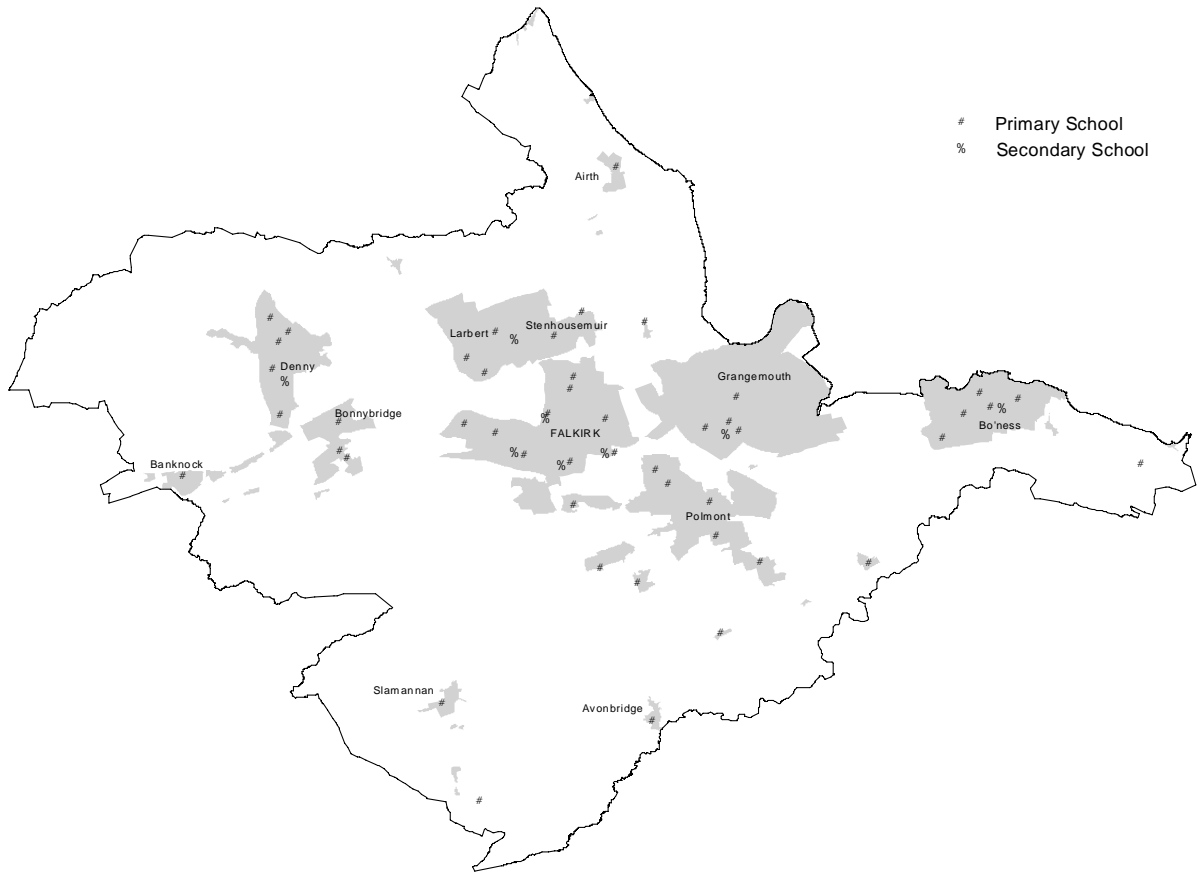 # Primary School
% Secondary School
Airth
Larbert
Stenhousemuir
Denny
Grangemouth
Bonnybridge
FALKIRK
Bo'ness
Banknock
Polmont
Slamannan
Avonbridge